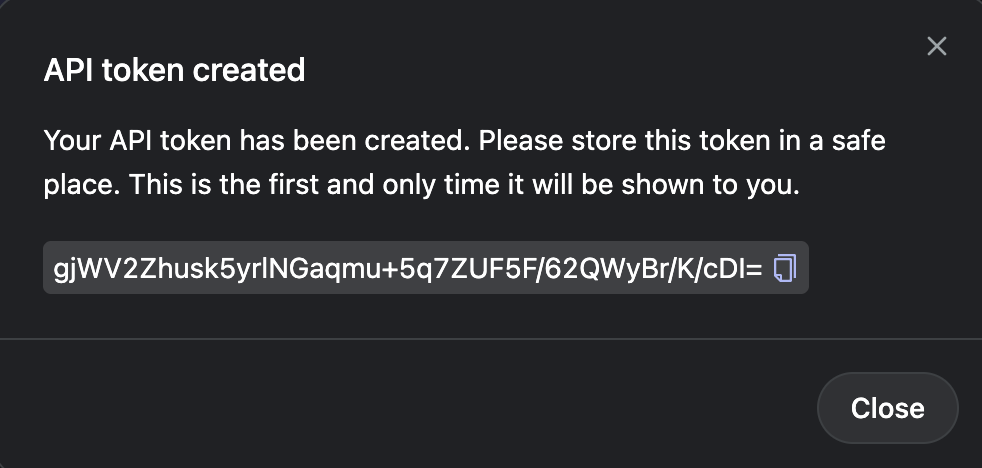 API token created
Your API token has been created. Please store this token in a safe
place. This is the first and only time it will be shown to you.
gjWV2Zhusk5yrlNGaqmu+5q7ZUF5F/62QWyBr/K/cDI=
Close